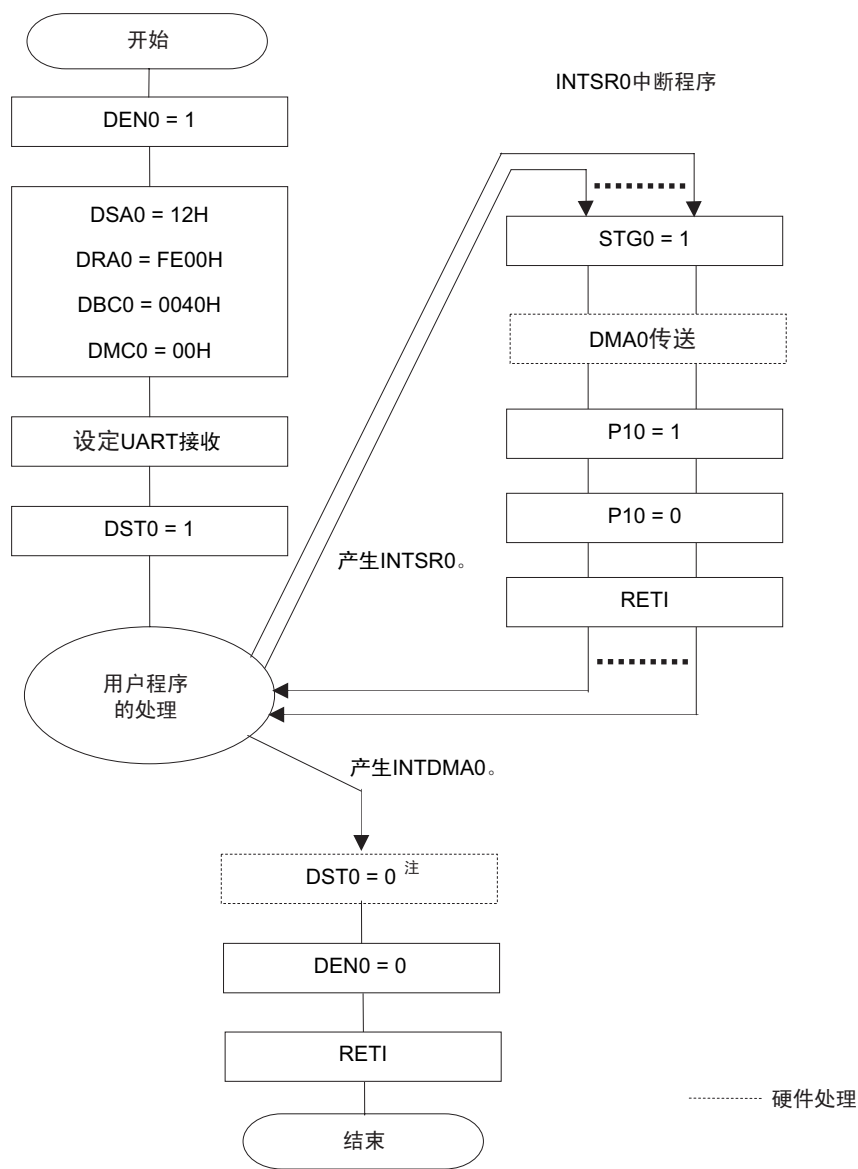 开始
DEN0 = 1
DSA0 = 12H
DRA0 = FE00H
DBC0 = 0040H
DMC0 = 00H
设定UART接收
DST0 = 1
用户程序
的处理
INTSR0中断程序
STG0 = 1
DMA0传送
P10 = 1
P10 = 0
RETI
产生INTSR0。
产生INTDMA0。
DST0 = 0 注
DEN0 = 0
RETI
结束
硬件处理